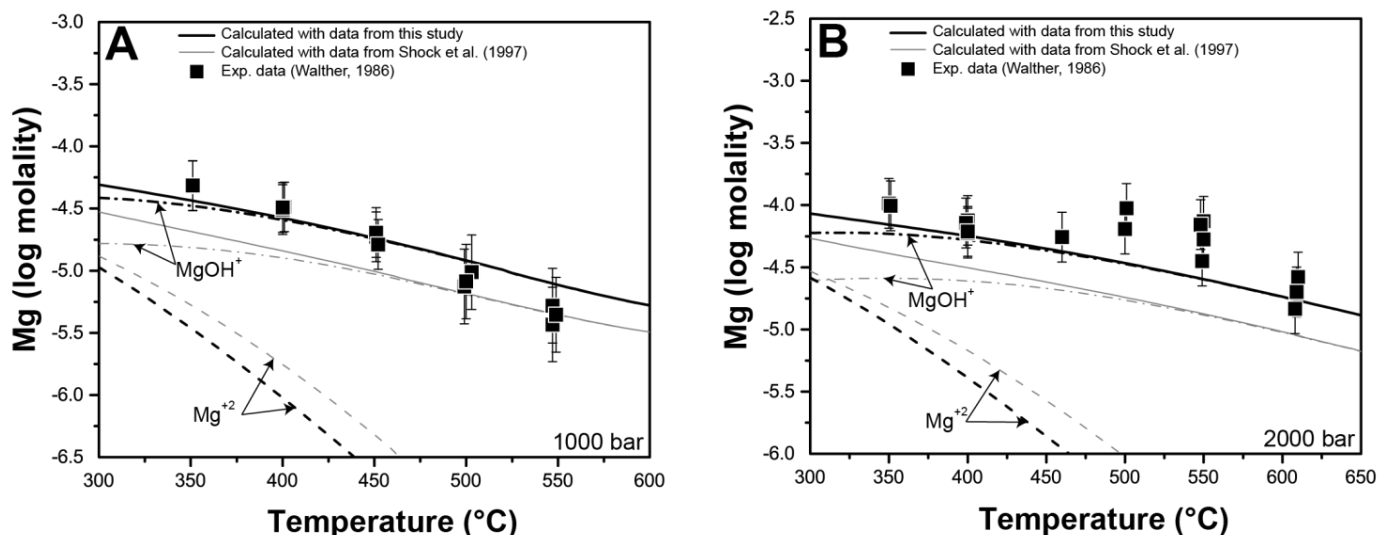 A
Calculated with data from this study
Calculated with data from Shock et al. (1997)
Exp. data (Walther, 1986)
Mg (log molality)
-3.0
-3.5
-4.0
-4.5
-5.0
-5.5
-6.0
-6.5
MgOH+
Mg+2
1000 bar
300 350 400 450 500 550 600
Temperature (°C)
B
Calculated with data from this study
Calculated with data from Shock et al. (1997)
Exp. data (Walther, 1986)
Mg (log molality)
-2.5
-3.0
-3.5
-4.0
-4.5
-5.0
-5.5
-6.0
MgOH+
Mg+2
2000 bar
300 350 400 450 500 550 600 650
Temperature (°C)